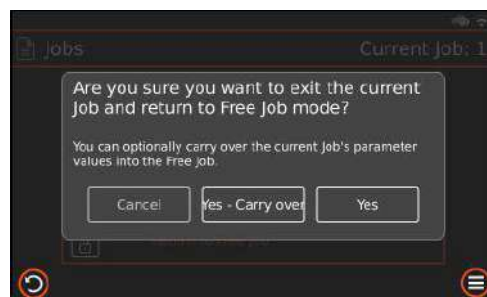 Jobs
Current Job: 1
Are you sure you want to exit the current
Job and return to Free Job mode?
You can optionally carry over the current Job's parameter
values into the Free Job.
Cancel
Yes - Carry over
Yes